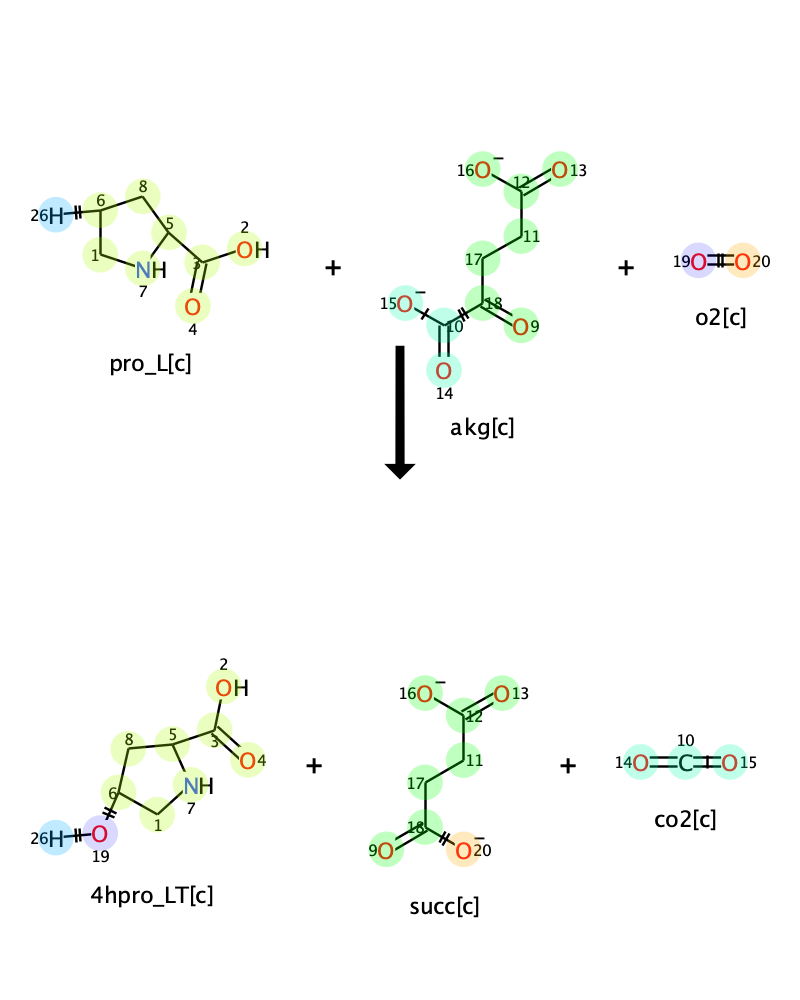 16O− 12 O13
8
6 2
26H 5 OH
11
1 NH 3 17
7 + + 19O O20
O 15O− 18
4 10 O9
o2[c]
pro_L[c] O
14
akg[c]
2
OH 16O− O13
12
8 5 3
O4 11 10
6 NH + 17 + 14O C O15
1 7
26H O 18
19 9O O−20
co2[c]
4hpro_LT[c]
succ[c]